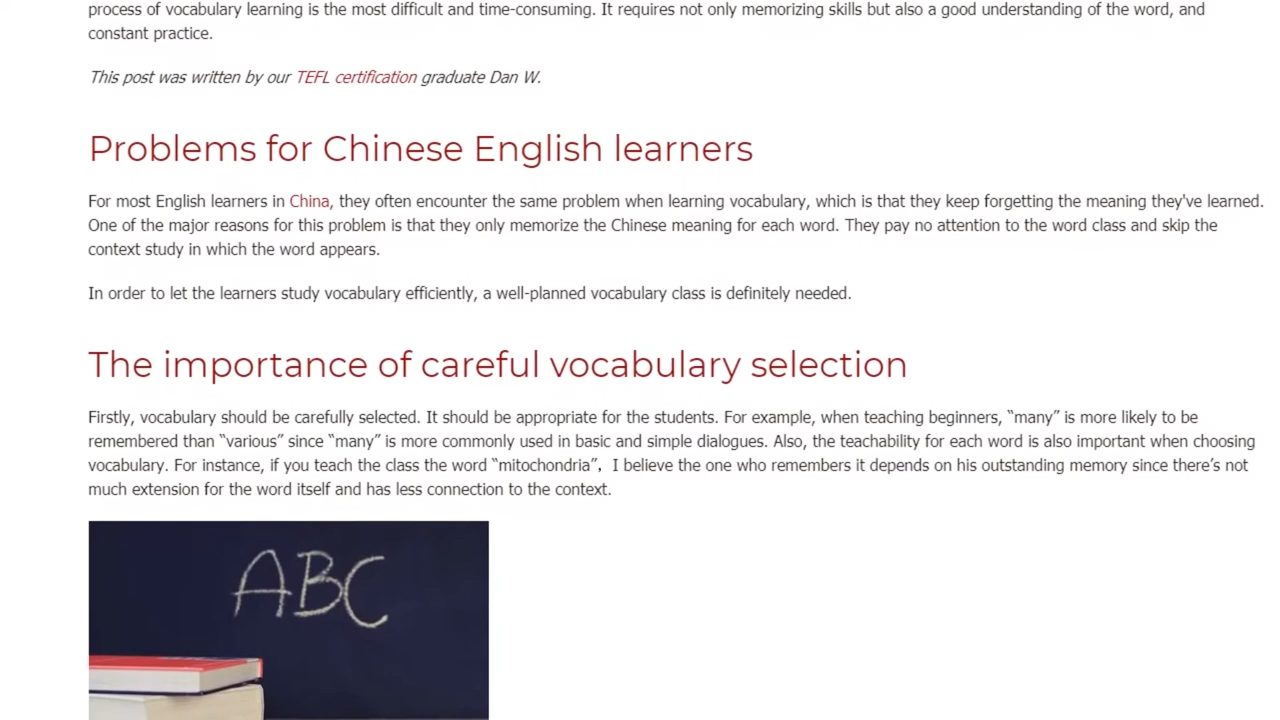 process of vocabulary learning is the most difficult and time-consuming. It requires not only memorizing skills but also a good understanding of the word, and
constant practice.
This post was written by our TEFL certification graduate Dan W.
Problems for Chinese English learners
For most English learners in China, they often encounter the same problem when learning vocabulary, which is that they keep forgetting the meaning they've learned.
One of the major reasons for this problem is that they only memorize the Chinese meaning for each word. They pay no attention to the word class and skip the
context study in which the word appears.
In order to let the learners study vocabulary efficiently, a well-planned vocabulary class is definitely needed.
The importance of careful vocabulary selection
Firstly, vocabulary should be carefully selected. It should be appropriate for the students. For example, when teaching beginners, “many” is more likely to be
remembered than “various” since “many” is more commonly used in basic and simple dialogues. Also, the teachability for each word is also important when choosing
vocabulary. For instance, if you teach the class the word “mitochondria”，I believe the one who remembers it depends on his outstanding memory since there’s not
much extension for the word itself and has less connection to the context.
ABC